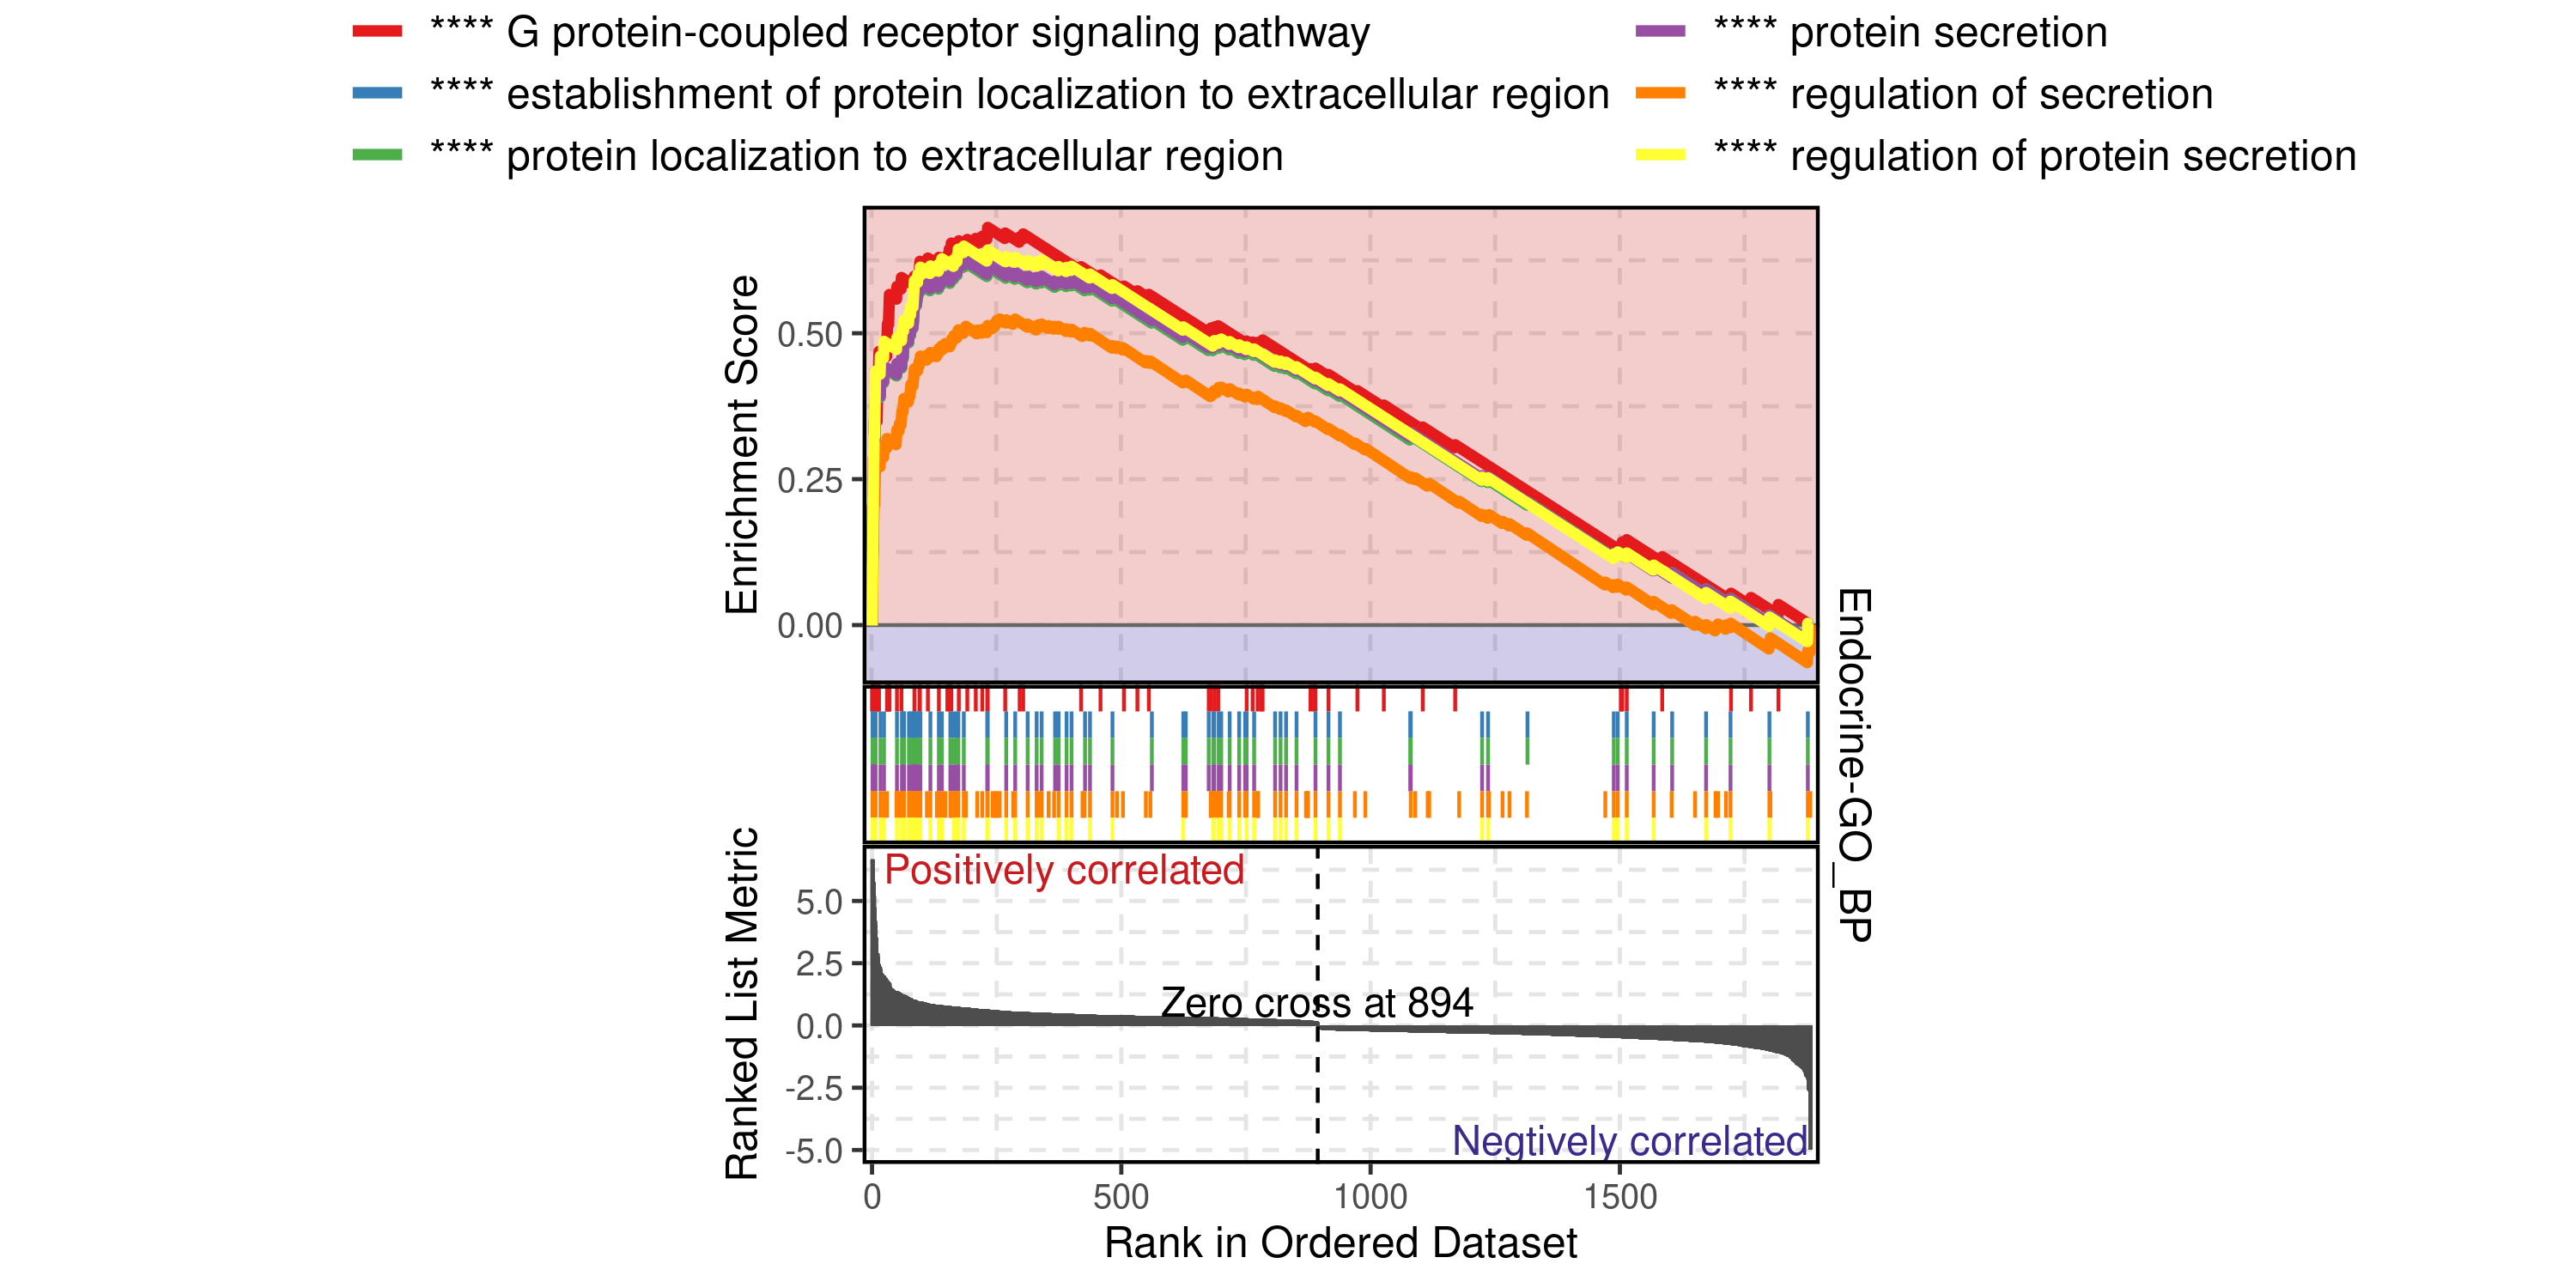 **** G protein-coupled receptor signaling pathway
**** establishment of protein localization to extracellular region
**** protein localization to extracellular region
**** protein secretion
**** regulation of secretion
**** regulation of protein secretion
Enrichment Score
0.50
0.25
0.00
Endocrine-GO_BP
Ranked List Metric
5.0
2.5
0.0
-2.5
-5.0
Positively correlated
Zero cross at 894
Negtively correlated
0 500 1000 1500
Rank in Ordered Dataset